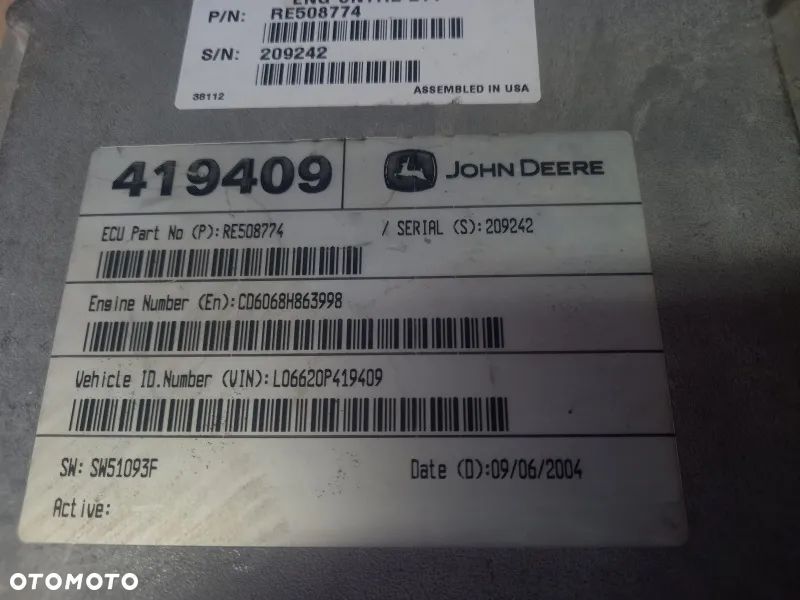 P/N: RE508774
S/N: 209242
38112 ASSEMBLED IN USA
419409 JOHN DEERE
ECU Part No (P):RE508774 / SERIAL (S):209242
Engine Number (En):CD6068H863998
Vehicle ID.Number (VIN):L06620P419409
SW: SW51093F Date (D):09/06/2004
Active:
OTOMOTO